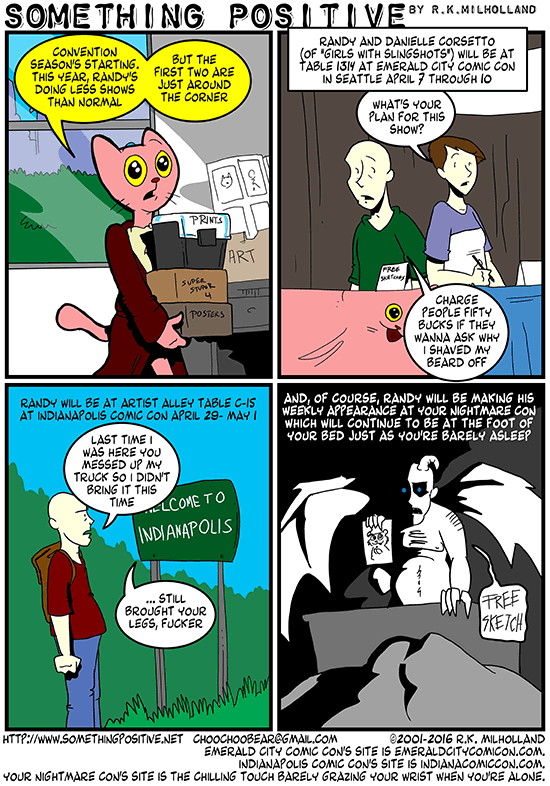 SOMETHING POSITIVE BY R.K.MILHOLLAND
CONVENTION
SEASON'S STARTING.
THIS YEAR, RANDY'S
DOING LESS SHOWS
THAN NORMAL
BUT THE
FIRST TWO ARE
JUST AROUND
THE CORNER
PRINTS
ART
SUPER
STUPOR
4
POSTERS
RANDY AND DANIELLE CORSETTO
(OF "GIRLS WITH SLINGSHOTS") WILL BE AT
TABLE 1314 AT EMERALD CITY COMIC CON
IN SEATTLE APRIL 7 THROUGH 10
WHAT'S YOUR
PLAN FOR THIS
SHOW?
FREE
SKETCHES
CHARGE
PEOPLE FIFTY
BUCKS IF THEY
WANNA ASK WHY
I SHAVED MY
BEARD OFF
RANDY WILL BE AT ARTIST ALLEY TABLE C-15
AT INDIANAPOLIS COMIC CON APRIL 29- MAY 1
LAST TIME I
WAS HERE YOU
MESSED UP MY
TRUCK SO I DIDN'T
BRING IT THIS
TIME
LCOME TO
INDIANAPOLIS
... STILL
BROUGHT YOUR
LEGS, FUCKER
AND, OF COURSE, RANDY WILL BE MAKING HIS
WEEKLY APPEARANCE AT YOUR NIGHTMARE CON
WHICH WILL CONTINUE TO BE AT THE FOOT OF
YOUR BED JUST AS YOU'RE BARELY ASLEEP
FREE
SKETCH
HTTP://WWW.SOMETHINGPOSITIVE.NET CHOOCHOOBEAR@GMAIL.COM ©2001-2016 R.K. MILHOLLAND
EMERALD CITY COMIC CON'S SITE IS EMERALDCITYCOMICON.COM.
INDIANAPOLIS COMIC CON'S SITE IS INDIANACOMICCON.COM.
YOUR NIGHTMARE CON'S SITE IS THE CHILLING TOUCH BARELY GRAZING YOUR WRIST WHEN YOU'RE ALONE.